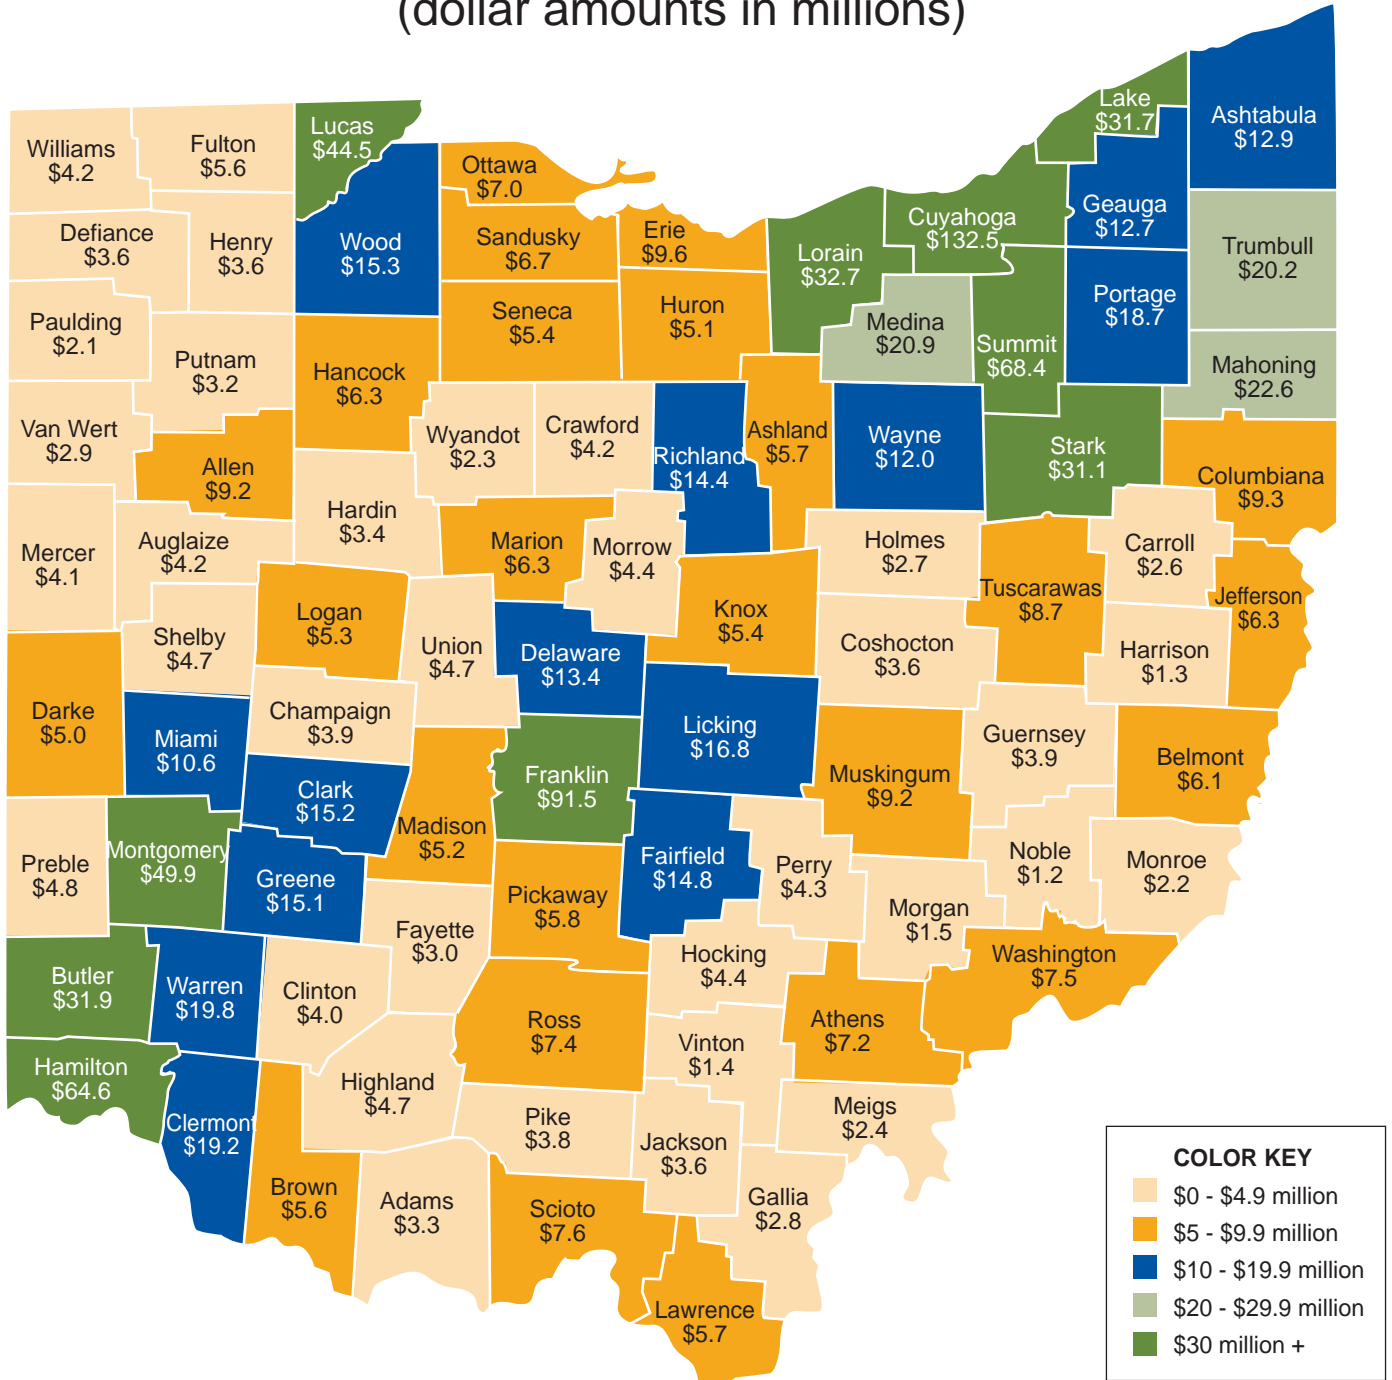 (dollar amounts in millions)
Williams
$4.2
Fulton
$5.6
Lucas
$44.5
Ottawa
$7.0
Lake
$31.7
Ashtabula
$12.9
Defiance
$3.6
Henry
$3.6
Wood
$15.3
Sandusky
$6.7
Erie
$9.6
Lorain
$32.7
Cuyahoga
$132.5
Geauga
$12.7
Trumbull
$20.2
Paulding
$2.1
Putnam
$3.2
Hancock
$6.3
Seneca
$5.4
Huron
$5.1
Medina
$20.9
Summit
$68.4
Portage
$18.7
Mahoning
$22.6
Van Wert
$2.9
Allen
$9.2
Wyandot
$2.3
Crawford
$4.2
Richland
$14.4
Ashland
$5.7
Wayne
$12.0
Stark
$31.1
Columbiana
$9.3
Mercer
$4.1
Auglaize
$4.2
Hardin
$3.4
Marion
$6.3
Morrow
$4.4
Holmes
$2.7
Tuscarawas
$8.7
Carroll
$2.6
Jefferson
$6.3
Shelby
$4.7
Logan
$5.3
Union
$4.7
Delaware
$13.4
Knox
$5.4
Coshocton
$3.6
Harrison
$1.3
Darke
$5.0
Miami
$10.6
Champaign
$3.9
Licking
$16.8
Guernsey
$3.9
Belmont
$6.1
Clark
$15.2
Madison
$5.2
Franklin
$91.5
Muskingum
$9.2
Preble
$4.8
Montgomery
$49.9
Greene
$15.1
Fairfield
$14.8
Perry
$4.3
Noble
$1.2
Monroe
$2.2
Fayette
$3.0
Pickaway
$5.8
Morgan
$1.5
Butler
$31.9
Warren
$19.8
Clinton
$4.0
Hocking
$4.4
Washington
$7.5
Ross
$7.4
Vinton
$1.4
Athens
$7.2
Hamilton
$64.6
Clermont
$19.2
Highland
$4.7
Pike
$3.8
Jackson
$3.6
Meigs
$2.4
Brown
$5.6
Adams
$3.3
Scioto
$7.6
Gallia
$2.8
Lawrence
$5.7
COLOR KEY
$0 - $4.9 million
$5 - $9.9 million
$10 - $19.9 million
$20 - $29.9 million
$30 million +